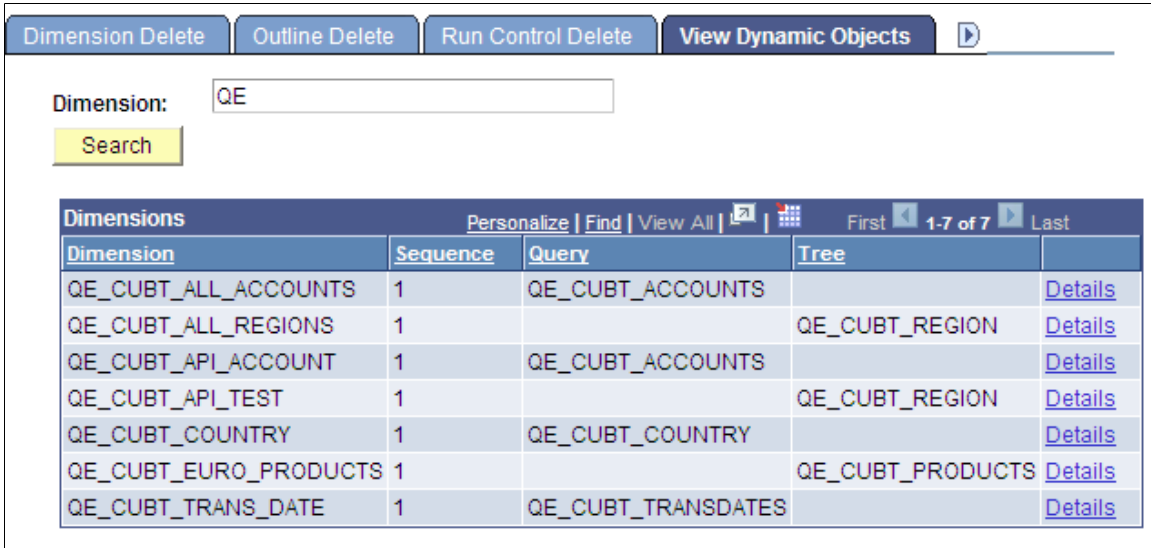 Dimension Delete Outline Delete Run Control Delete View Dynamic Objects
Dimension: QE
Search
Dimensions Personalize | Find | View All | | First 1-7 of 7 Last
Dimension Sequence Query Tree
QE_CUBT_ALL_ACCOUNTS 1 QE_CUBT_ACCOUNTS Details
QE_CUBT_ALL_REGIONS 1 QE_CUBT_REGION Details
QE_CUBT_API_ACCOUNT 1 QE_CUBT_ACCOUNTS Details
QE_CUBT_API_TEST 1 QE_CUBT_REGION Details
QE_CUBT_COUNTRY 1 QE_CUBT_COUNTRY Details
QE_CUBT_EURO_PRODUCTS 1 QE_CUBT_PRODUCTS Details
QE_CUBT_TRANS_DATE 1 QE_CUBT_TRANSDATES Details